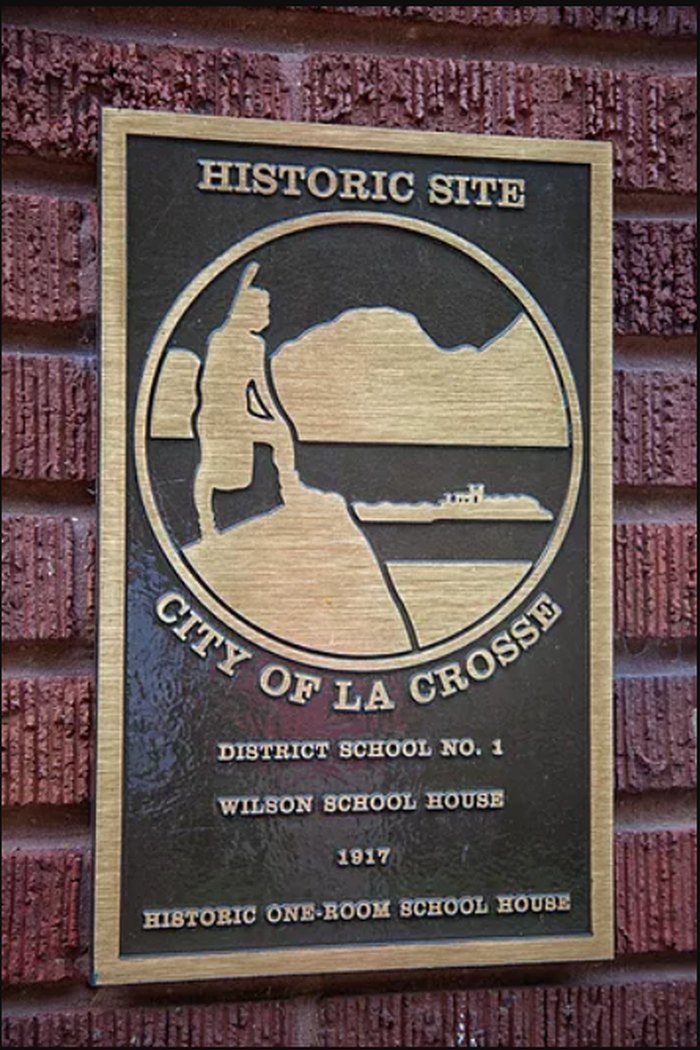 HISTORIC SITE
CITY OF LA CROSSE
DISTRICT SCHOOL NO. 1
WILSON SCHOOL HOUSE
1917
HISTORIC ONE-ROOM SCHOOL HOUSE